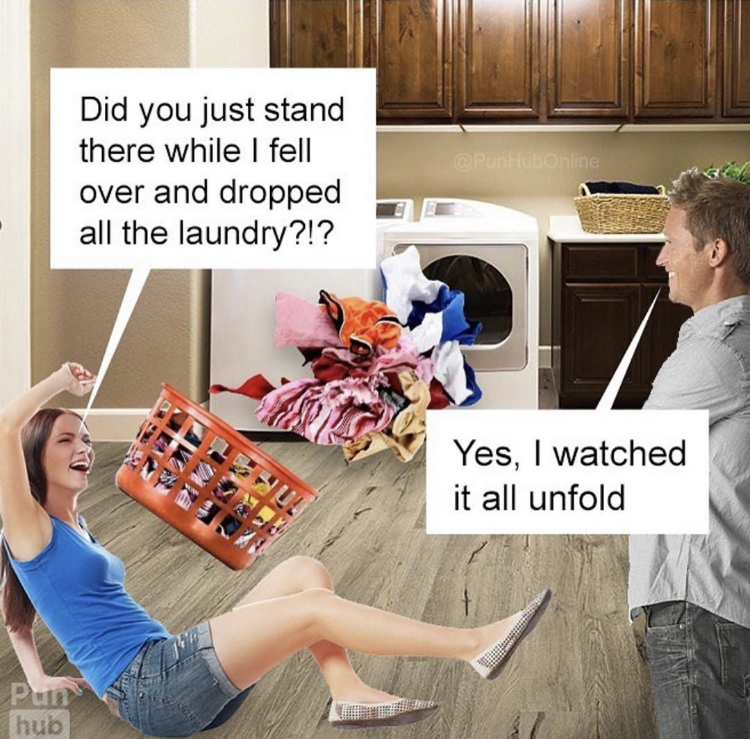 Did you just stand
there while I fell
over and dropped
all the laundry?!?
@PunHubOnline
Yes, I watched
it all unfold
Pun
hub